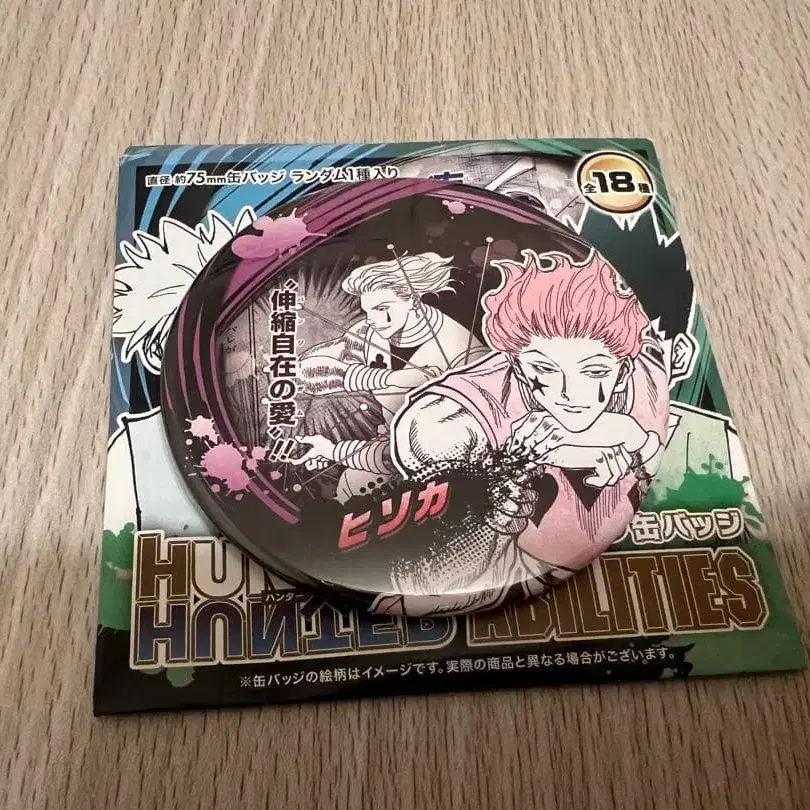 直径 約75mm缶バッジ ランダム1種入り
全18種
“伸縮自在の愛”!!
ヒソカ
缶バッジ
HUN
ハンター
HUNTER ABILITIES
※缶バッジの絵柄はイメージです。実際の商品と異なる場合がございます。